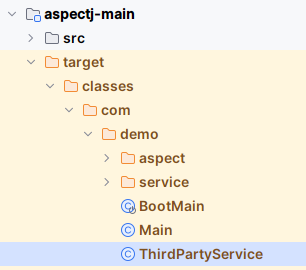 aspectj-main
src
target
classes
com
demo
aspect
service
BootMain
Main
ThirdPartyService